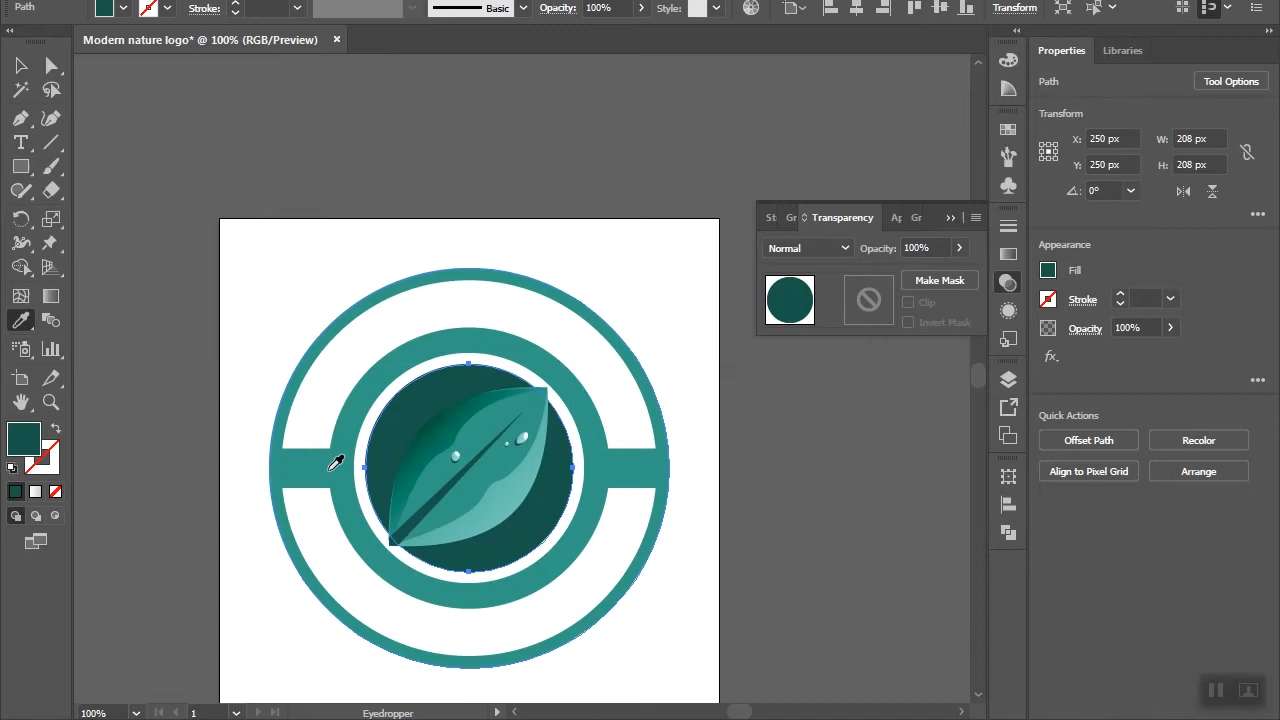 Path
Stroke:
Basic
Opacity:
100%
Style:
Transform
Modern nature logo* @ 100% (RGB/Preview)
×
Properties
Libraries
Path
Tool Options
Transform
X:
250 px
W:
208 px
Y:
250 px
H:
208 px
0°
St
Gr
Transparency
Ap
Gr
Normal
Opacity:
100%
Make Mask
Clip
Invert Mask
Appearance
Fill
Stroke
Opacity
100%
fx.
Quick Actions
Offset Path
Recolor
Align to Pixel Grid
Arrange
100%
1
Eyedropper